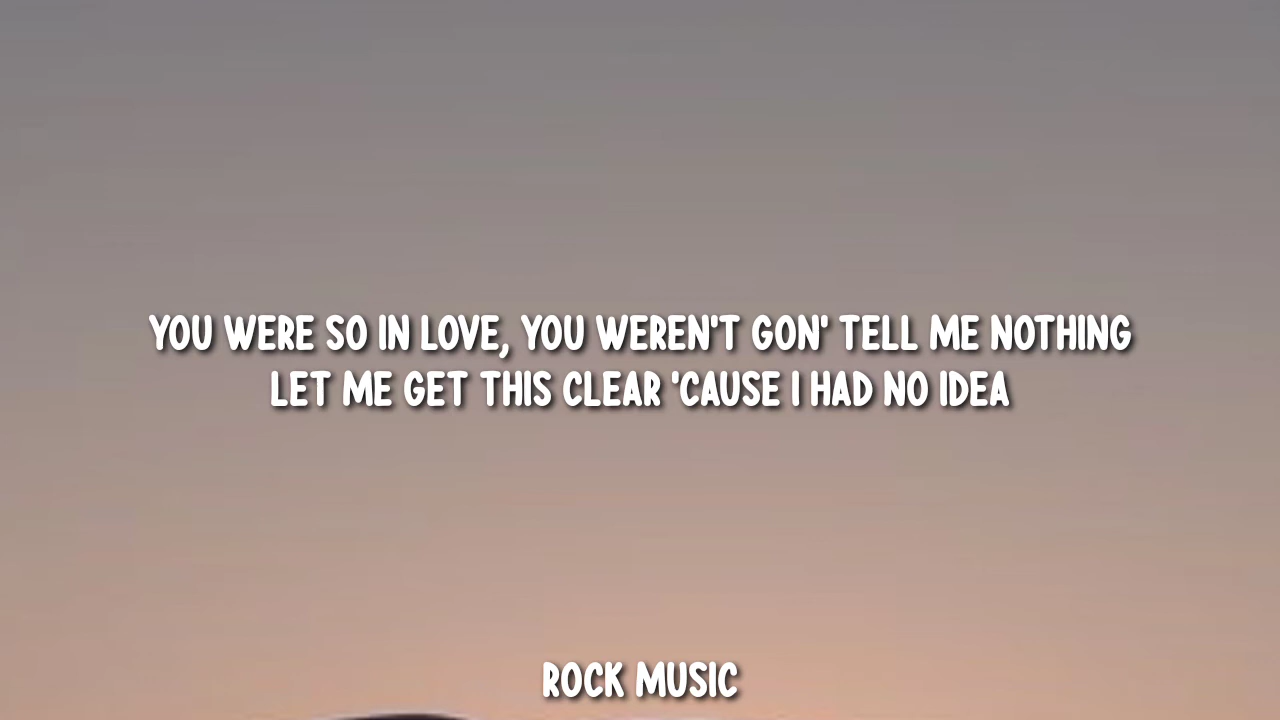 YOU WERE SO IN LOVE, YOU WEREN'T GON' TELL ME NOTHING
LET ME GET THIS CLEAR 'CAUSE I HAD NO IDEA
ROCK MUSIC